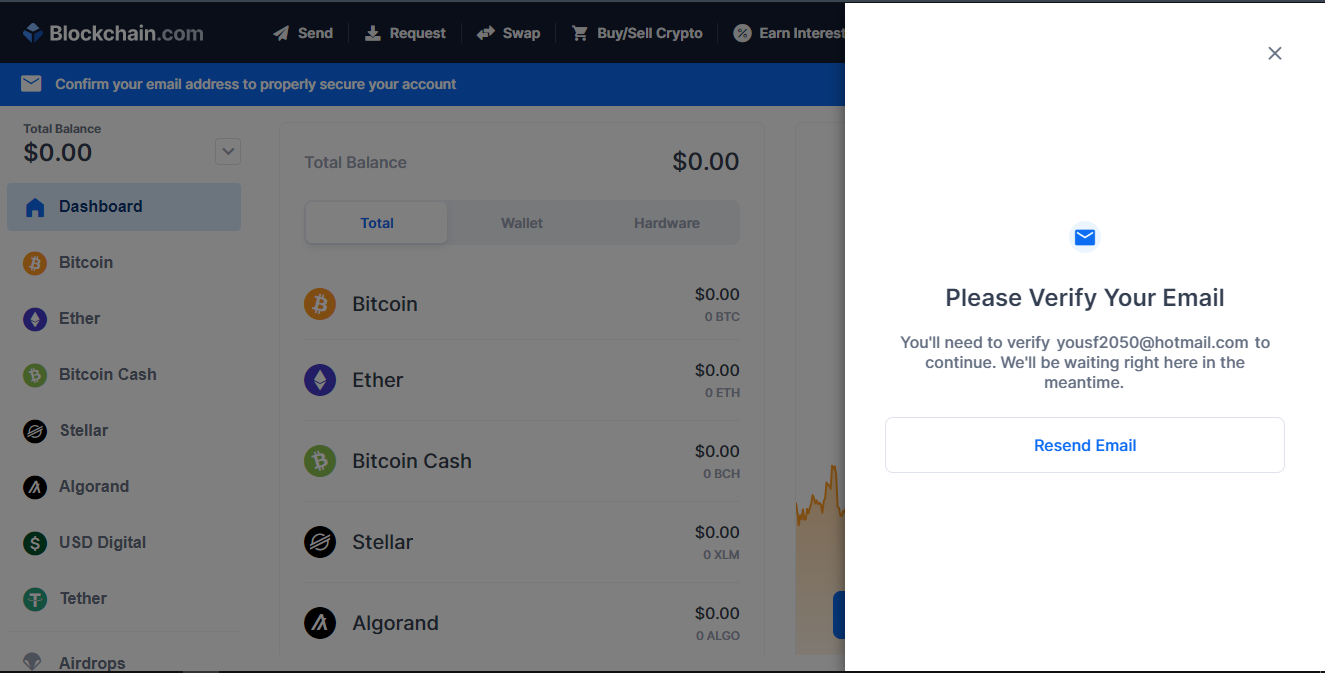 Blockchain.com
Send
Request
Swap
Buy/Sell Crypto
Earn Interest
Confirm your email address to properly secure your account
Total Balance
$0.00
Dashboard
Bitcoin
Ether
Bitcoin Cash
Stellar
Algorand
USD Digital
Tether
Airdrops
Total Balance
$0.00
Total
Wallet
Hardware
Bitcoin
$0.00
0 BTC
Ether
$0.00
0 ETH
Bitcoin Cash
$0.00
0 BCH
Stellar
$0.00
0 XLM
Algorand
$0.00
0 ALGO
Please Verify Your Email
You'll need to verify yousf2050@hotmail.com to
continue. We'll be waiting right here in the
meantime.
Resend Email